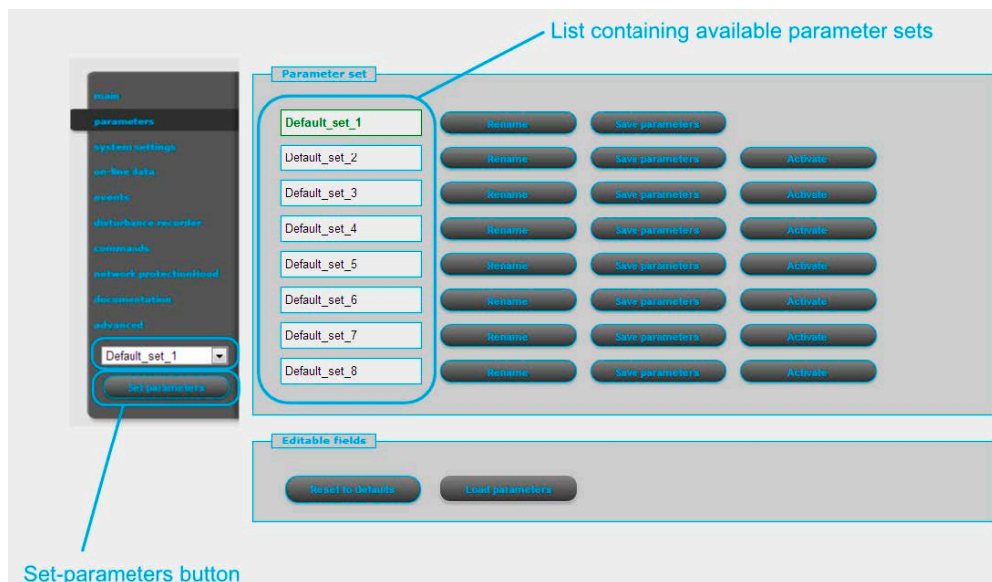 List containing available parameter sets
Parameter set
main
parameters
system settings
on-line data
events
disturbance recorder
commands
network protectionHood
documentation
advanced
Default_set_1
Set parameters
Default_set_1 Rename Save parameters
Default_set_2 Rename Save parameters Activate
Default_set_3 Rename Save parameters Activate
Default_set_4 Rename Save parameters Activate
Default_set_5 Rename Save parameters Activate
Default_set_6 Rename Save parameters Activate
Default_set_7 Rename Save parameters Activate
Default_set_8 Rename Save parameters Activate
Editable fields
Reset to defaults Load parameters
Set-parameters button